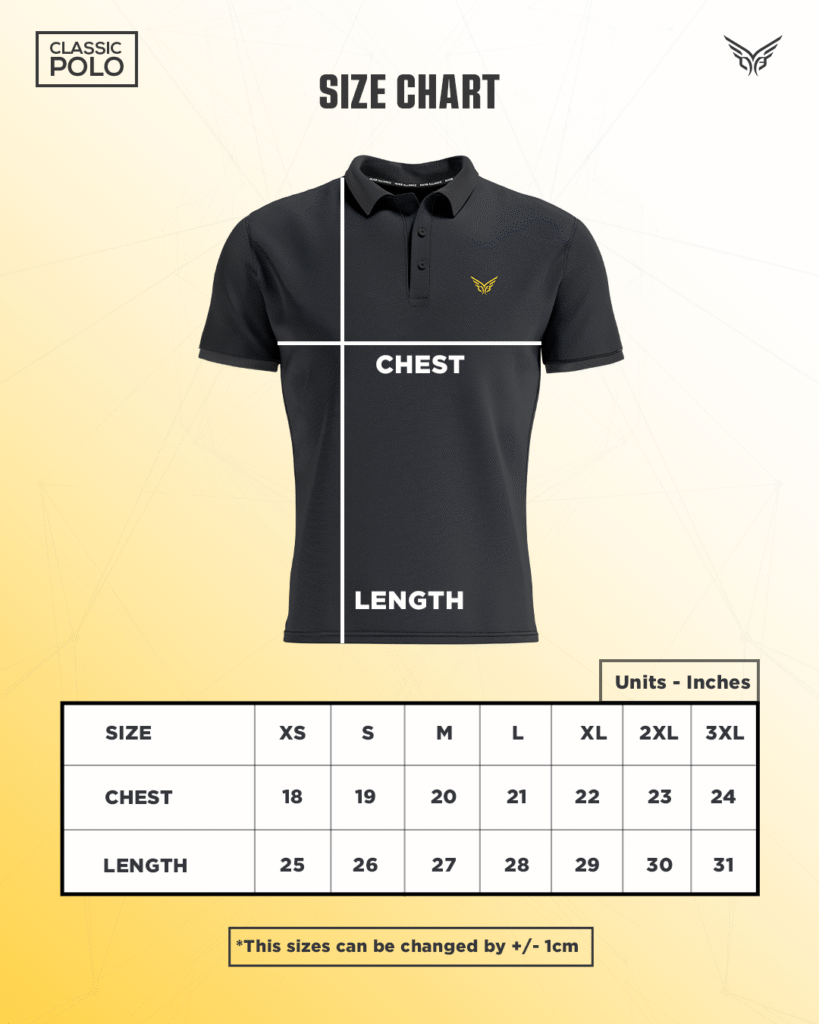 CLASSIC
POLO
SIZE CHART
CHEST
LENGTH
Units - Inches
SIZE XS S M L XL 2XL 3XL
CHEST 18 19 20 21 22 23 24
LENGTH 25 26 27 28 29 30 31
*This sizes can be changed by +/- 1cm